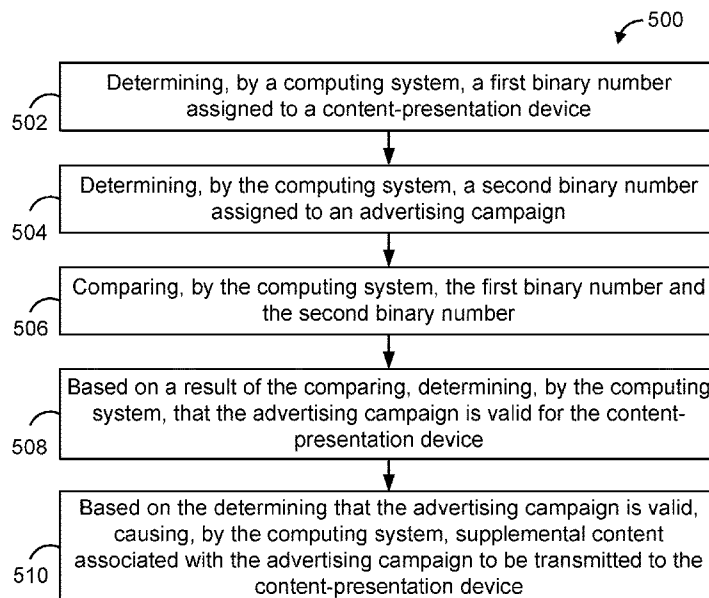 500
Determining, by a computing system, a first binary number
assigned to a content-presentation device
502
Determining, by the computing system, a second binary number
assigned to an advertising campaign
504
Comparing, by the computing system, the first binary number and
the second binary number
506
Based on a result of the comparing, determining, by the computing
system, that the advertising campaign is valid for the content-
presentation device
508
Based on the determining that the advertising campaign is valid,
causing, by the computing system, supplemental content
associated with the advertising campaign to be transmitted to the
content-presentation device
510